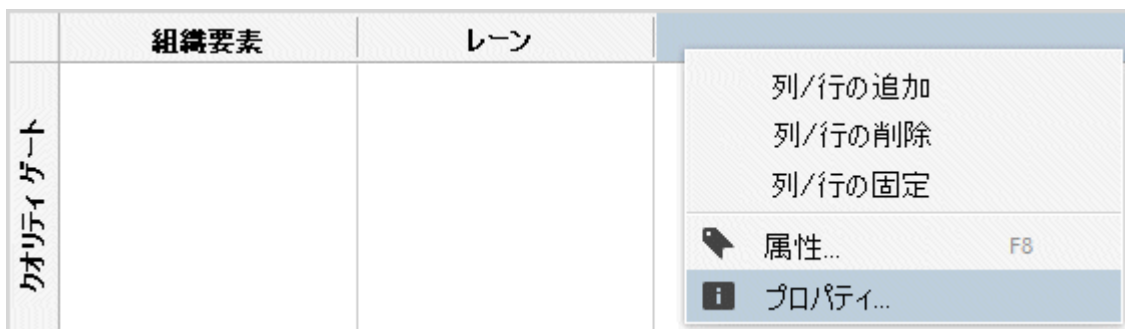 組織要素 レーン
列/行の追加
列/行の削除
列/行の固定
属性... F8
プロパティ...
クオリティ ゲート